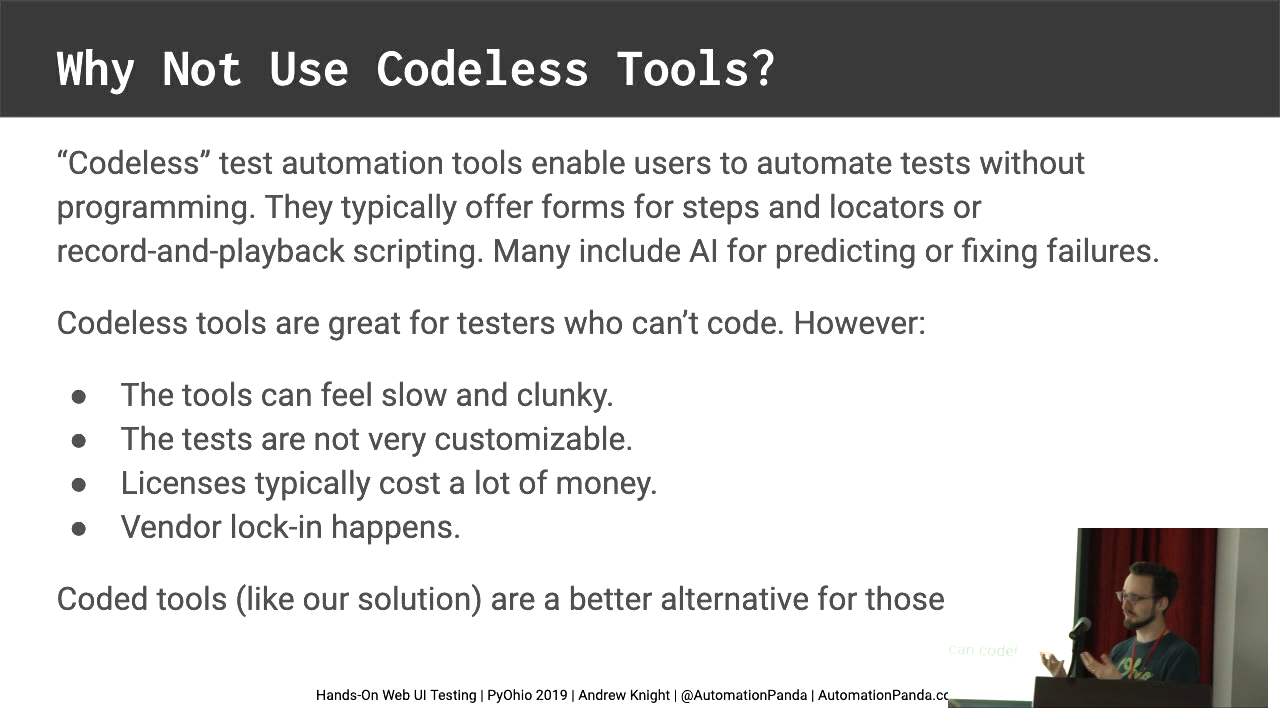 Why Not Use Codeless Tools?
“Codeless” test automation tools enable users to automate tests without
programming. They typically offer forms for steps and locators or
record-and-playback scripting. Many include AI for predicting or fixing failures.
Codeless tools are great for testers who can’t code. However:
● The tools can feel slow and clunky.
● The tests are not very customizable.
● Licenses typically cost a lot of money.
● Vendor lock-in happens.
Coded tools (like our solution) are a better alternative for those
can code!
Ohio
Hands-On Web UI Testing | PyOhio 2019 | Andrew Knight | @AutomationPanda | AutomationPanda.co